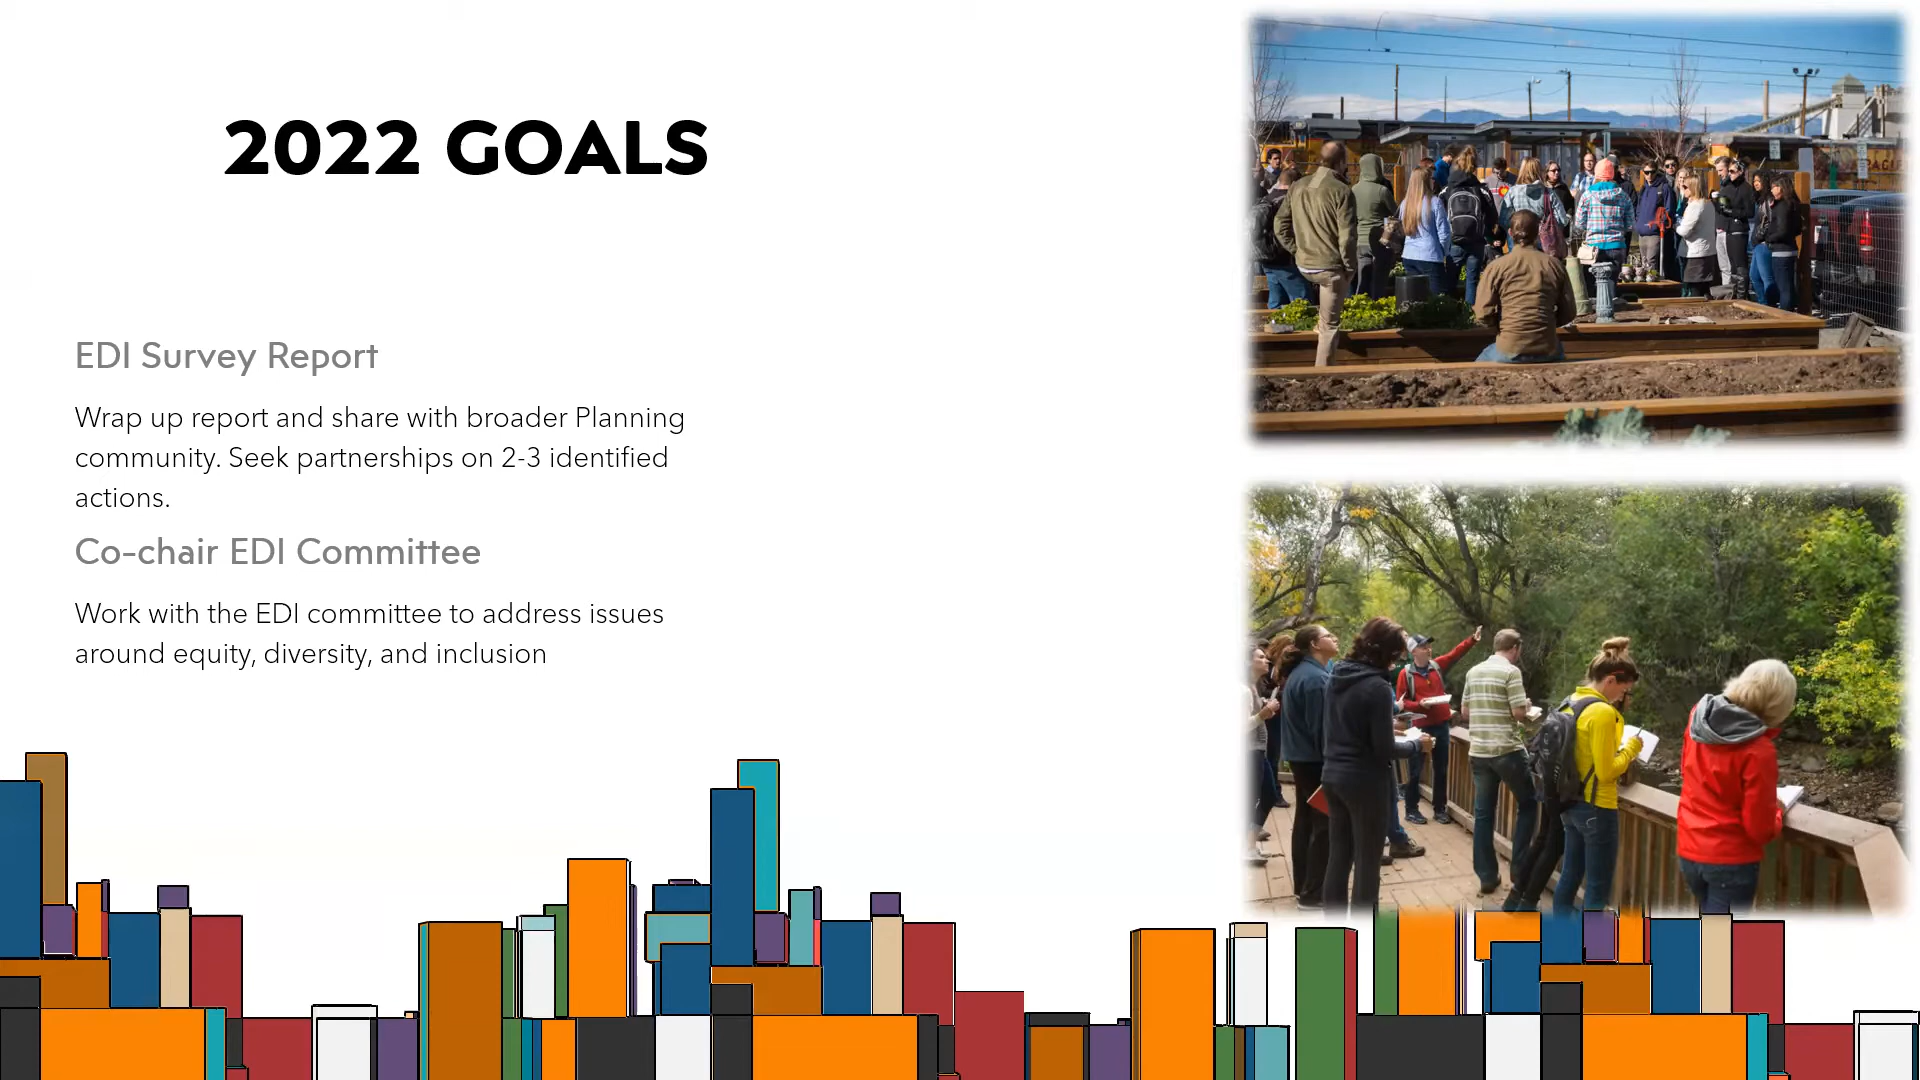 2022 GOALS
EDI Survey Report
Wrap up report and share with broader Planning
community. Seek partnerships on 2-3 identified
actions.
Co-chair EDI Committee
Work with the EDI committee to address issues
around equity, diversity, and inclusion